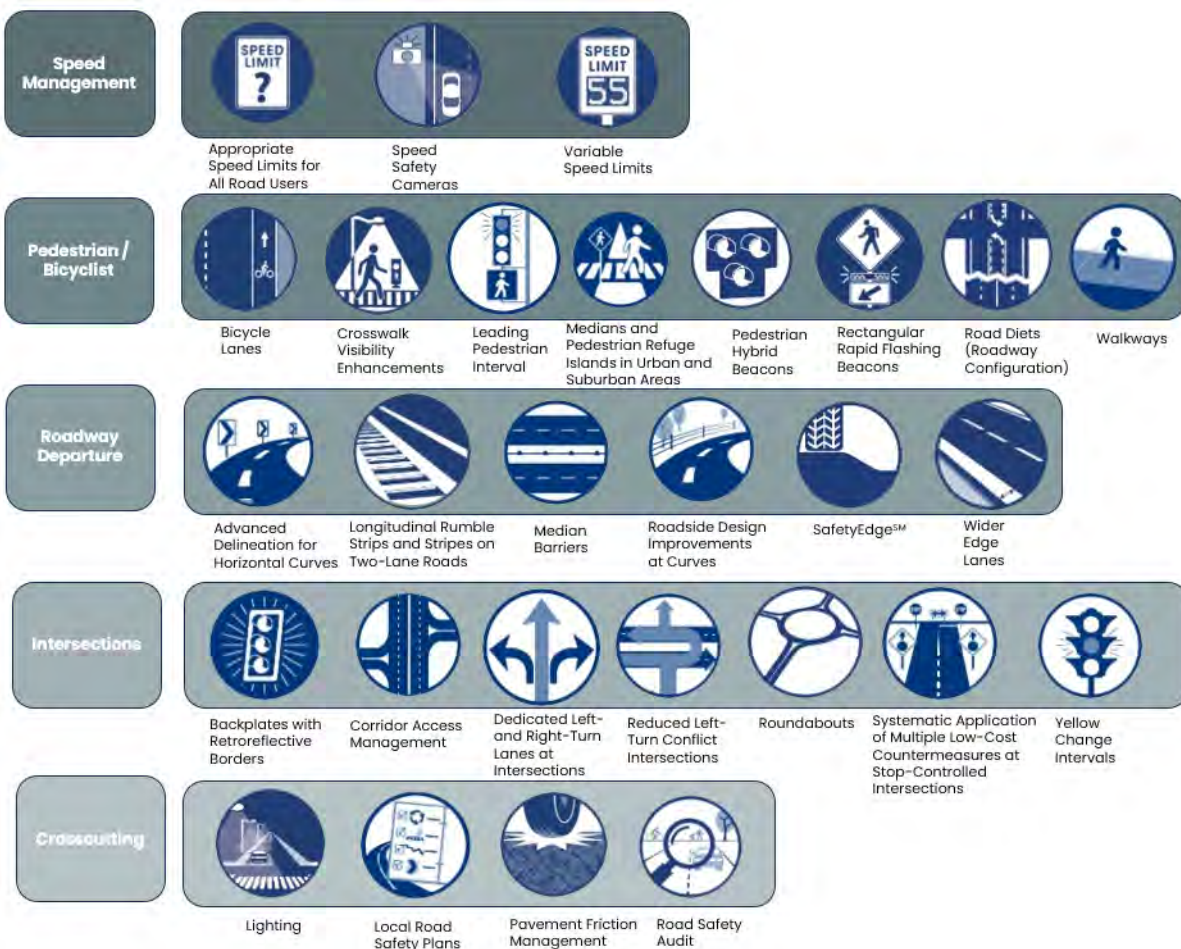 Speed
Management
SPEED
LIMIT
?
SPEED
LIMIT
55
Appropriate
Speed Limits for
All Road Users
Speed
Safety
Cameras
Variable
Speed Limits
Pedestrian /
Bicyclist
Bicycle
Lanes
Crosswalk
Visibility
Enhancements
Leading
Pedestrian
Interval
Medians and
Pedestrian Refuge
Islands in Urban and
Suburban Areas
Pedestrian
Hybrid
Beacons
Rectangular
Rapid Flashing
Beacons
Road Diets
(Roadway
Configuration)
Walkways
Roadway
Departure
Advanced
Delineation for
Horizontal Curves
Longitudinal Rumble
Strips and Stripes on
Two-Lane Roads
Median
Barriers
Roadside Design
Improvements
at Curves
SafetyEdge℠
Wider
Edge
Lanes
Intersections
Backplates with
Retroreflective
Borders
Corridor Access
Management
Dedicated Left-
and Right-Turn
Lanes at
Intersections
Reduced Left-
Turn Conflict
Intersections
Roundabouts
Systematic Application
of Multiple Low-Cost
Countermeasures at
Stop-Controlled
Intersections
Yellow
Change
Intervals
Crosscutting
Lighting
Local Road
Safety Plans
Pavement Friction
Management
Road Safety
Audit